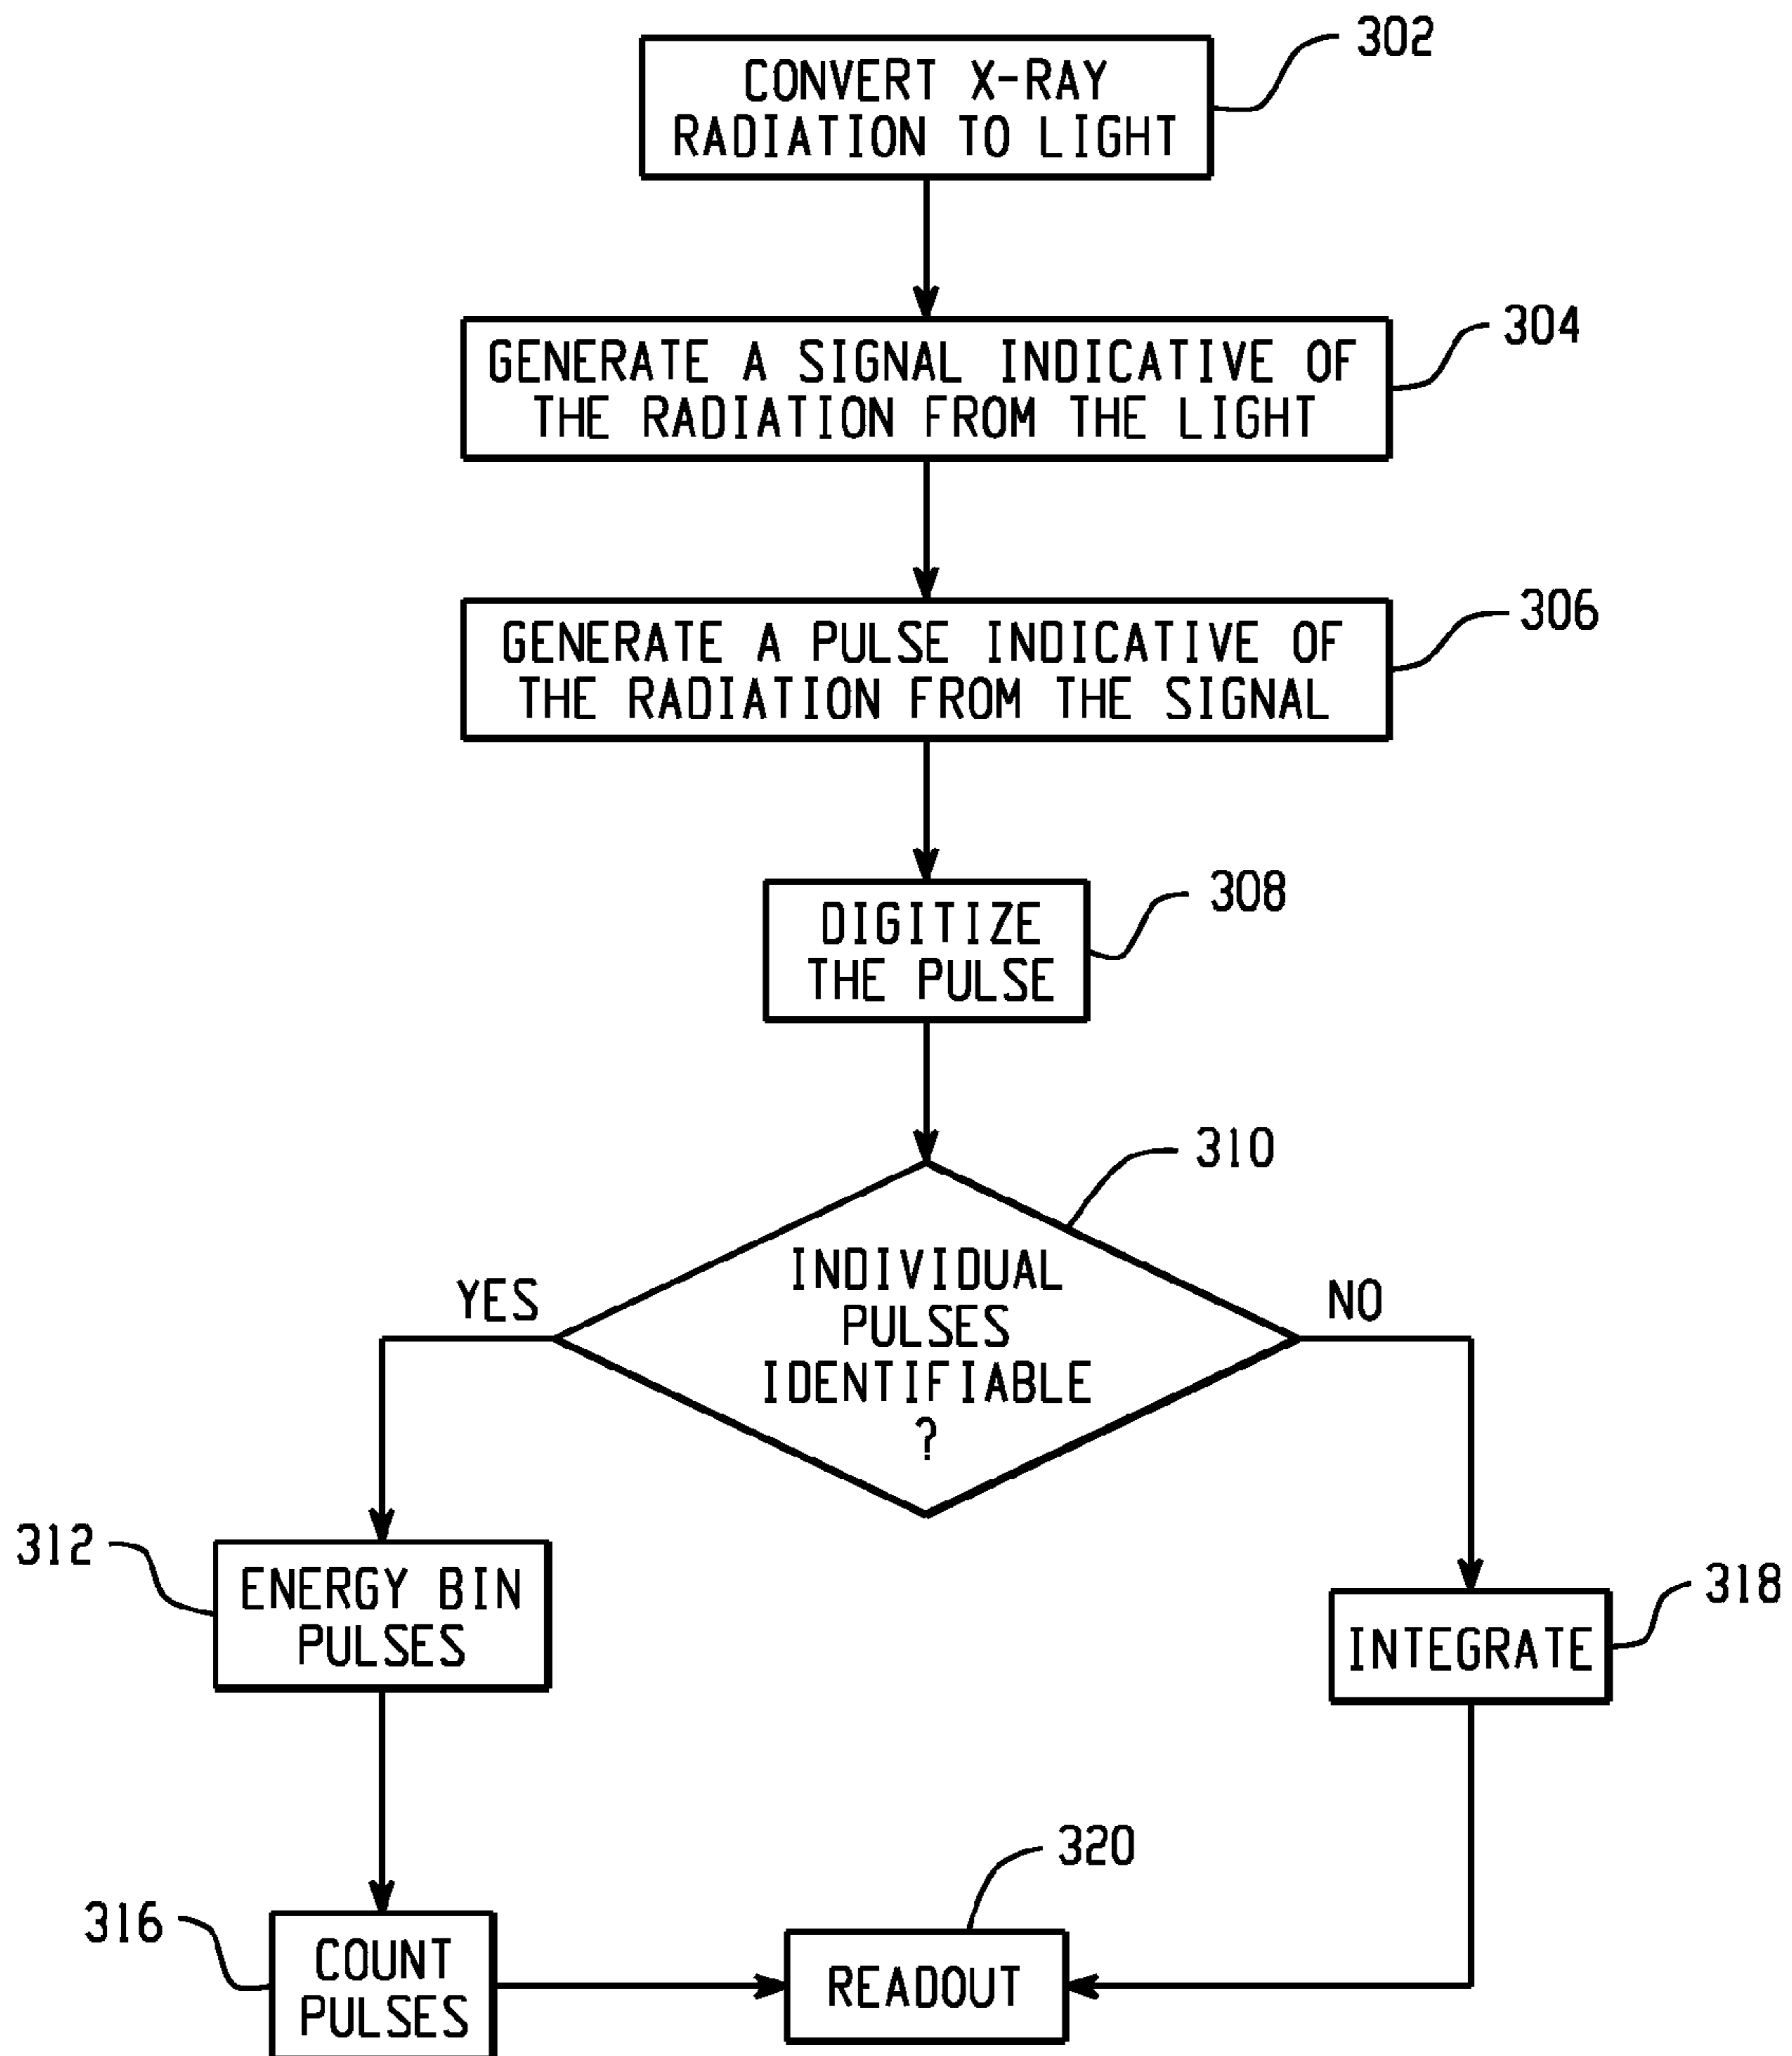 302
CONVERT X-RAY
RADIATION TO LIGHT
304
GENERATE A SIGNAL INDICATIVE OF
THE RADIATION FROM THE LIGHT
306
GENERATE A PULSE INDICATIVE OF
THE RADIATION FROM THE SIGNAL
308
DIGITIZE
THE PULSE
310
INDIVIDUAL
PULSES
IDENTIFIABLE
?
YES
NO
312
ENERGY BIN
PULSES
318
INTEGRATE
316
COUNT
PULSES
320
READOUT